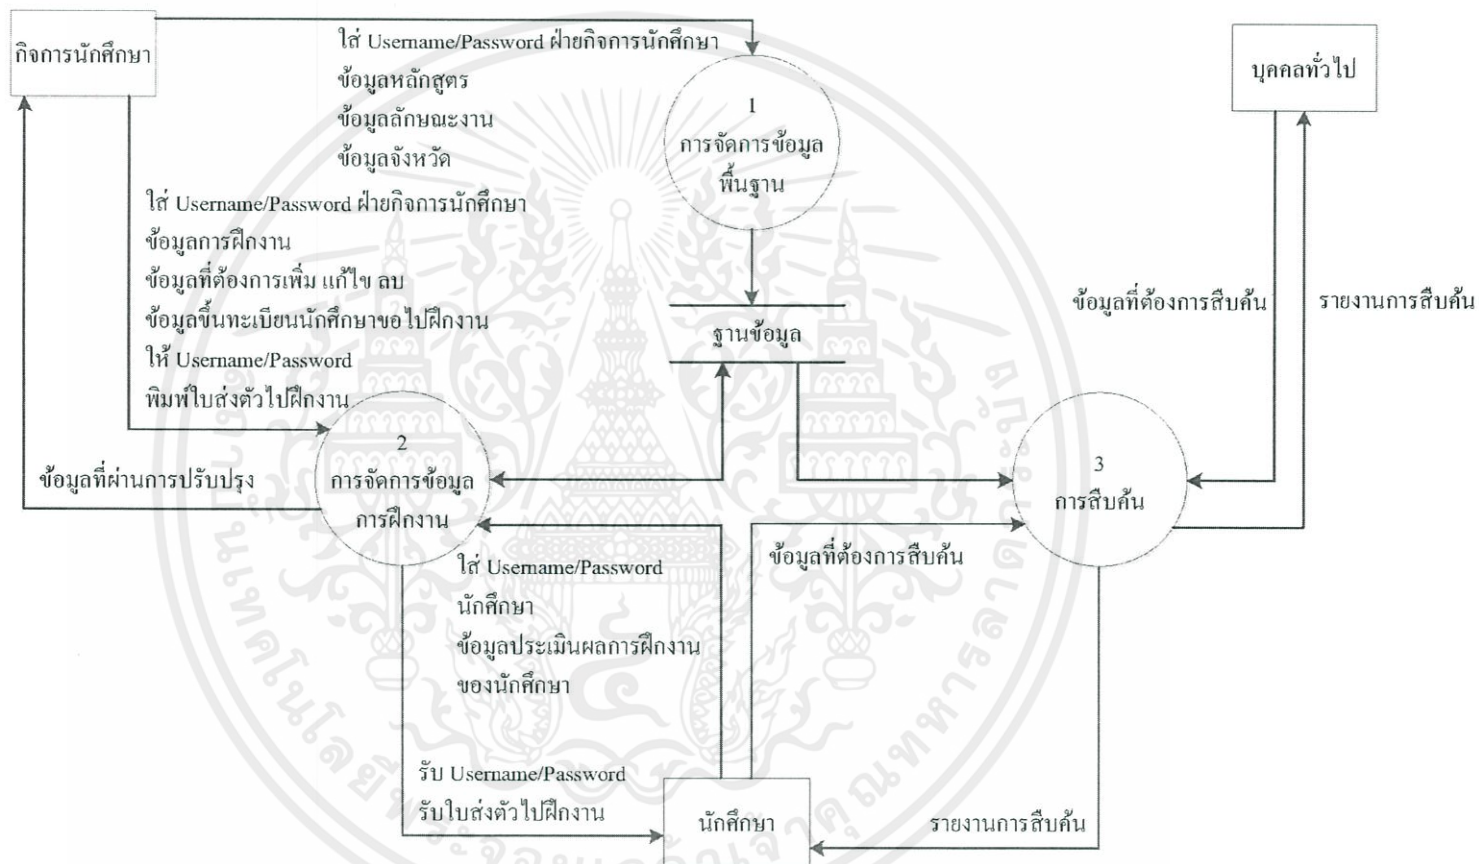 กิจการนักศึกษา
ใส่ Username/Password ฝ่ายกิจการนักศึกษา
ข้อมูลหลักสูตร
ข้อมูลลักษณะงาน
ข้อมูลจังหวัด
1
การจัดการข้อมูล
พื้นฐาน
บุคคลทั่วไป
ใส่ Username/Password ฝ่ายกิจการนักศึกษา
ข้อมูลการฝึกงาน
ข้อมูลที่ต้องการเพิ่ม แก้ไข ลบ
ข้อมูลขึ้นทะเบียนนักศึกษาขอไปฝึกงาน
ให้ Username/Password
พิมพ์ใบส่งตัวไปฝึกงาน
ฐานข้อมูล
ข้อมูลที่ต้องการสืบค้น
รายงานการสืบค้น
ข้อมูลที่ผ่านการปรับปรุง
2
การจัดการข้อมูล
การฝึกงาน
3
การสืบค้น
ใส่ Username/Password
นักศึกษา
ข้อมูลประเมินผลการฝึกงาน
ของนักศึกษา
ข้อมูลที่ต้องการสืบค้น
รับ Username/Password
รับใบส่งตัวไปฝึกงาน
นักศึกษา
รายงานการสืบค้น